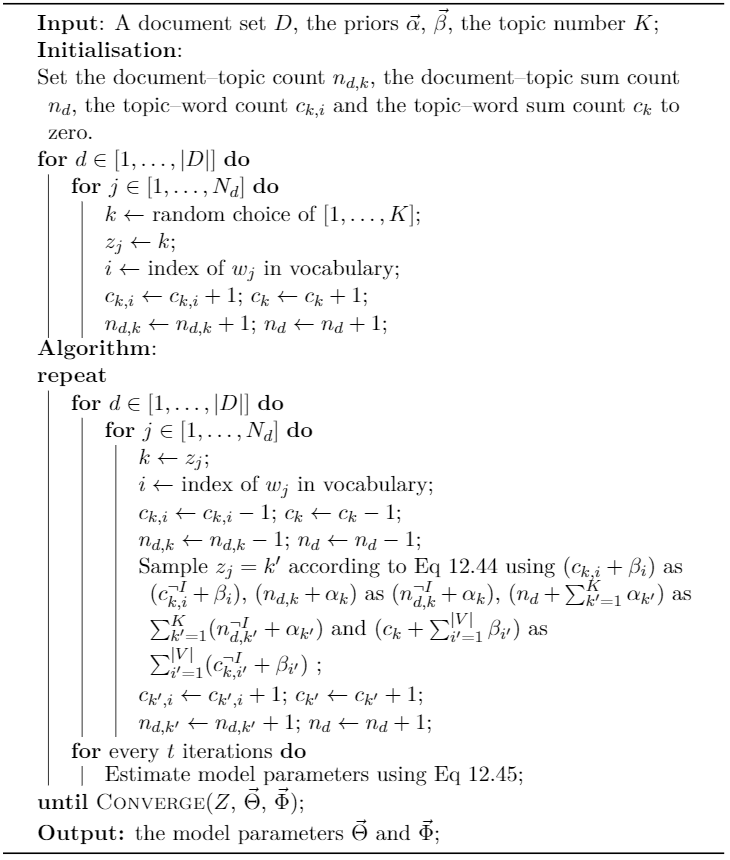 Input: A document set D, the priors α⃗, β⃗, the topic number K;
Initialisation:
Set the document–topic count n_{d,k}, the document–topic sum count
n_d, the topic–word count c_{k,i} and the topic–word sum count c_k to
zero.
for d ∈ [1, . . . , |D|] do
for j ∈ [1, . . . , N_d] do
k ← random choice of [1, . . . , K];
z_j ← k;
i ← index of w_j in vocabulary;
c_{k,i} ← c_{k,i} + 1; c_k ← c_k + 1;
n_{d,k} ← n_{d,k} + 1; n_d ← n_d + 1;
Algorithm:
repeat
for d ∈ [1, . . . , |D|] do
for j ∈ [1, . . . , N_d] do
k ← z_j;
i ← index of w_j in vocabulary;
c_{k,i} ← c_{k,i} − 1; c_k ← c_k − 1;
n_{d,k} ← n_{d,k} − 1; n_d ← n_d − 1;
Sample z_j = k′ according to Eq 12.44 using (c_{k,i} + β_i) as
(c_{k,i}^{¬I} + β_i), (n_{d,k} + α_k) as (n_{d,k}^{¬I} + α_k), (n_d + ∑_{k′=1}^{K} α_{k′}) as
∑_{k′=1}^{K}(n_{d,k′}^{¬I} + α_{k′}) and (c_k + ∑_{i′=1}^{|V|} β_{i′}) as
∑_{i′=1}^{|V|}(c_{k,i′}^{¬I} + β_{i′}) ;
c_{k′,i} ← c_{k′,i} + 1; c_{k′} ← c_{k′} + 1;
n_{d,k′} ← n_{d,k′} + 1; n_d ← n_d + 1;
for every t iterations do
Estimate model parameters using Eq 12.45;
until CONVERGE(Z, Θ⃗, Φ⃗);
Output: the model parameters Θ⃗ and Φ⃗;